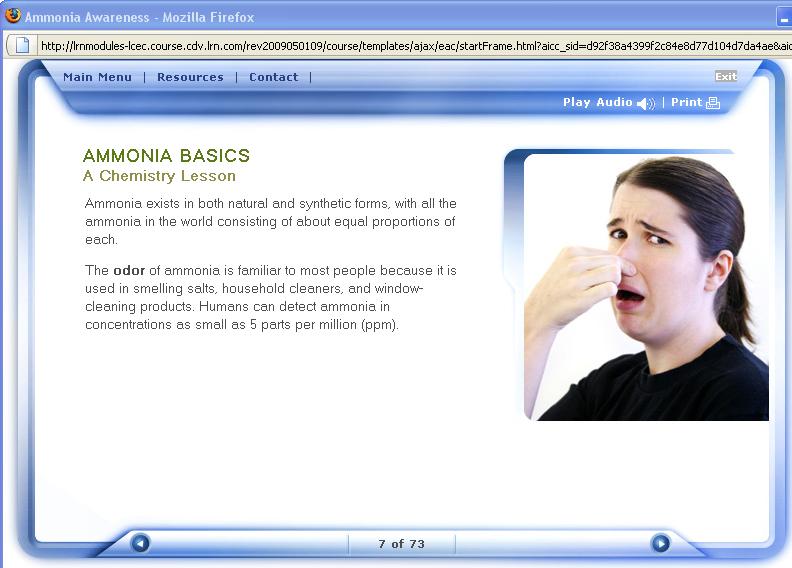 Ammonia Awareness - Mozilla Firefox
http://lrnmodules-lcec.course.cdv.lrn.com/rev2009050109/course/templates/ajax/eac/startFrame.html?aicc_sid=d92f38a4399f2c84e8d77d104d7da4ae&aic
Main Menu | Resources | Contact |
Exit
Play Audio | Print
AMMONIA BASICS
A Chemistry Lesson
Ammonia exists in both natural and synthetic forms, with all the
ammonia in the world consisting of about equal proportions of
each.
The odor of ammonia is familiar to most people because it is
used in smelling salts, household cleaners, and window-
cleaning products. Humans can detect ammonia in
concentrations as small as 5 parts per million (ppm).
7 of 73